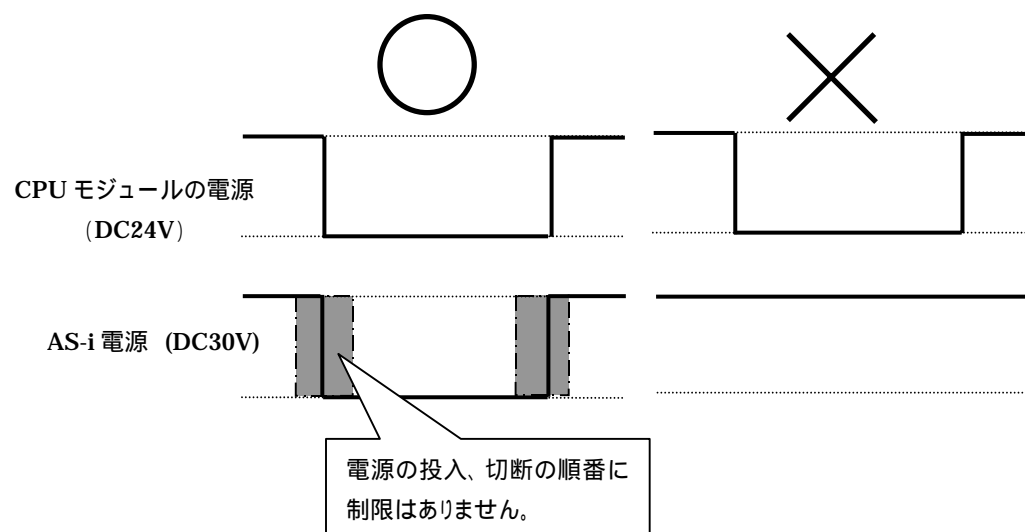 CPU モジュールの電源
(DC24V)
AS-i 電源 (DC30V)
電源の投入、切断の順番に
制限はありません。